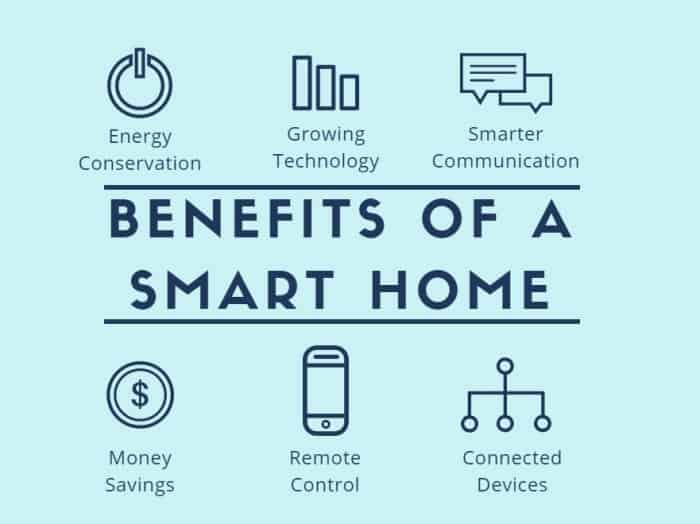 Energy
Conservation
Growing
Technology
Smarter
Communication
BENEFITS OF A
SMART HOME
$
Money
Savings
Remote
Control
Connected
Devices